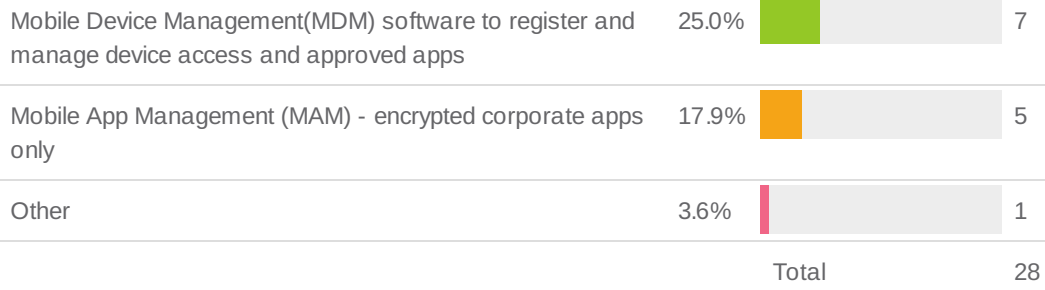 Mobile Device Management(MDM) software to register and 25.0% 7
manage device access and approved apps
Mobile App Management (MAM) - encrypted corporate apps 17.9% 5
only
Other 3.6% 1
Total 28